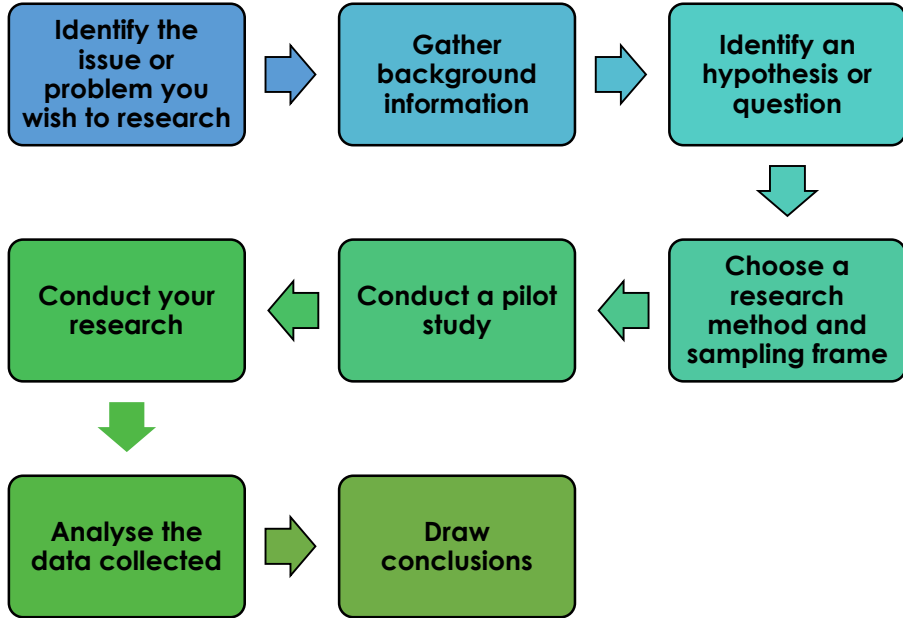 Identify the
issue or
problem you
wish to research
Gather
background
information
Identify an
hypothesis or
question
Choose a
research
method and
sampling frame
Conduct a pilot
study
Conduct your
research
Analyse the
data collected
Draw
conclusions